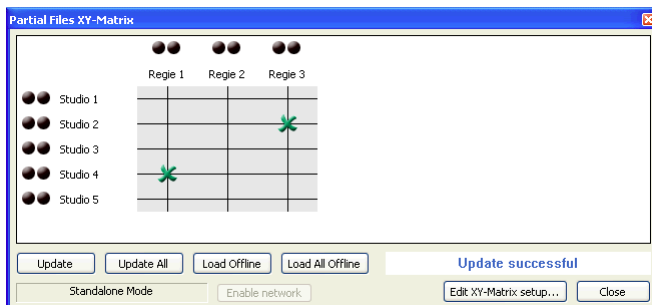 Partial Files XY-Matrix
Regie 1 Regie 2 Regie 3
Studio 1
Studio 2
Studio 3
Studio 4
Studio 5
Update Update All Load Offline Load All Offline Update successful
Standalone Mode Enable network Edit XY-Matrix setup... Close